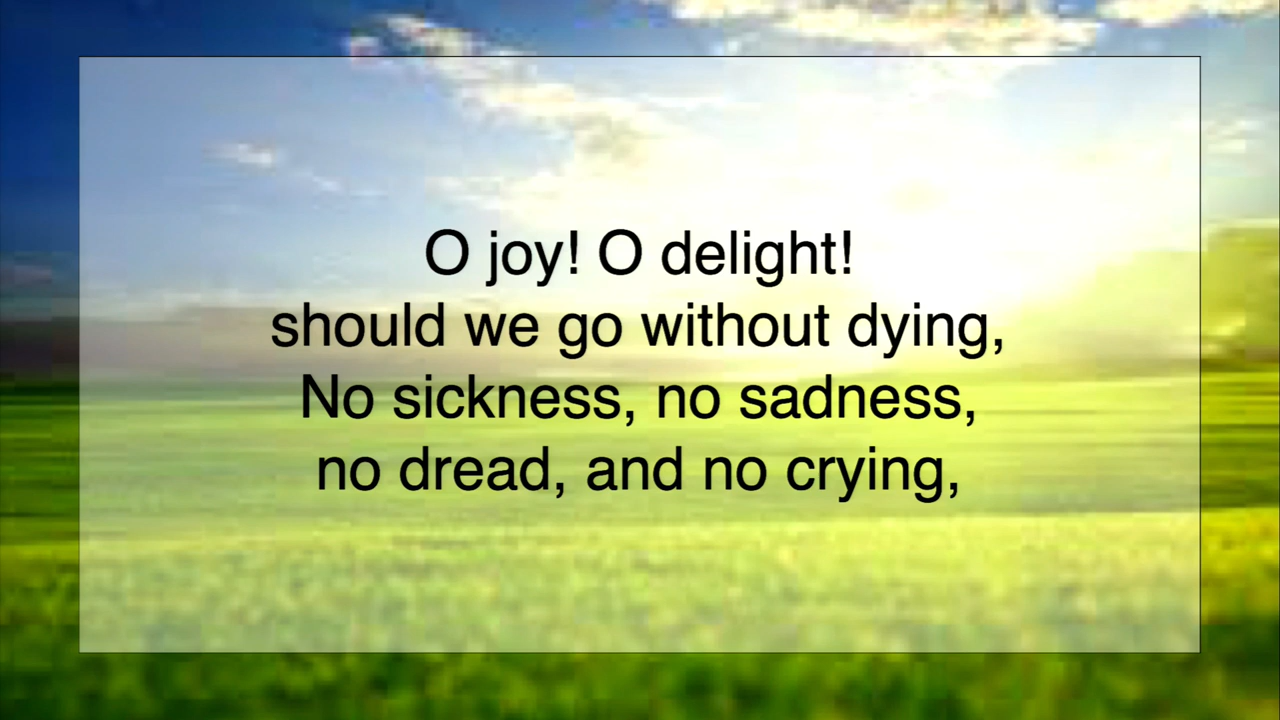 O joy! O delight!
should we go without dying,
No sickness, no sadness,
no dread, and no crying,